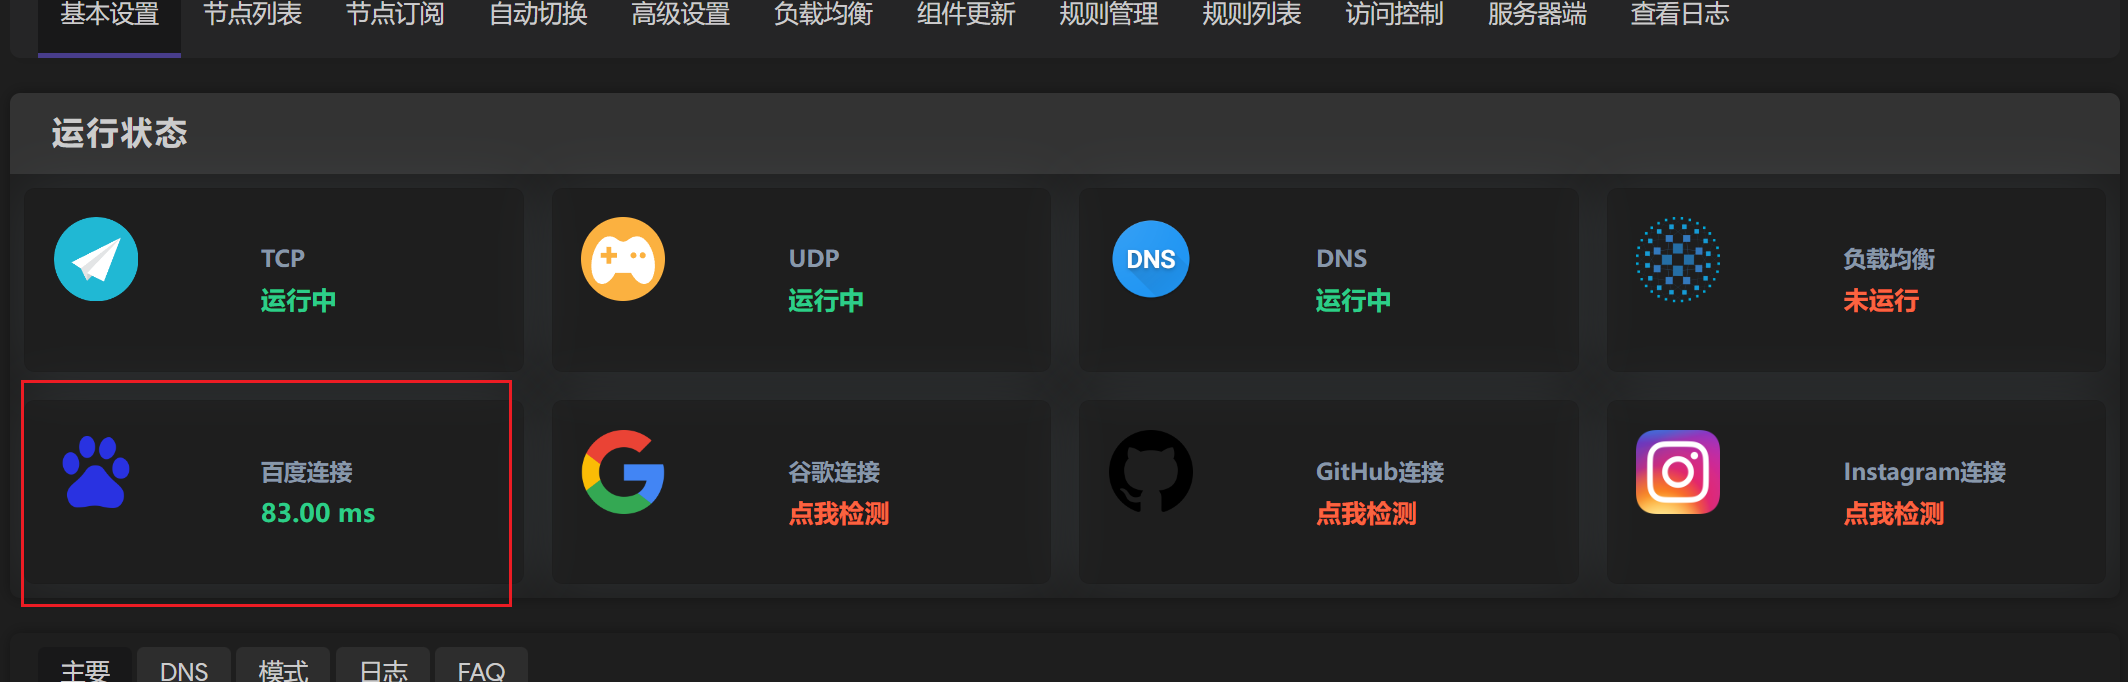 基本设置 节点列表 节点订阅 自动切换 高级设置 负载均衡 组件更新 规则管理 规则列表 访问控制 服务器端 查看日志
运行状态
TCP
运行中
UDP
运行中
DNS
DNS
运行中
负载均衡
未运行
百度连接
83.00 ms
谷歌连接
点我检测
GitHub连接
点我检测
Instagram连接
点我检测
主要 DNS 模式 日志 FAQ